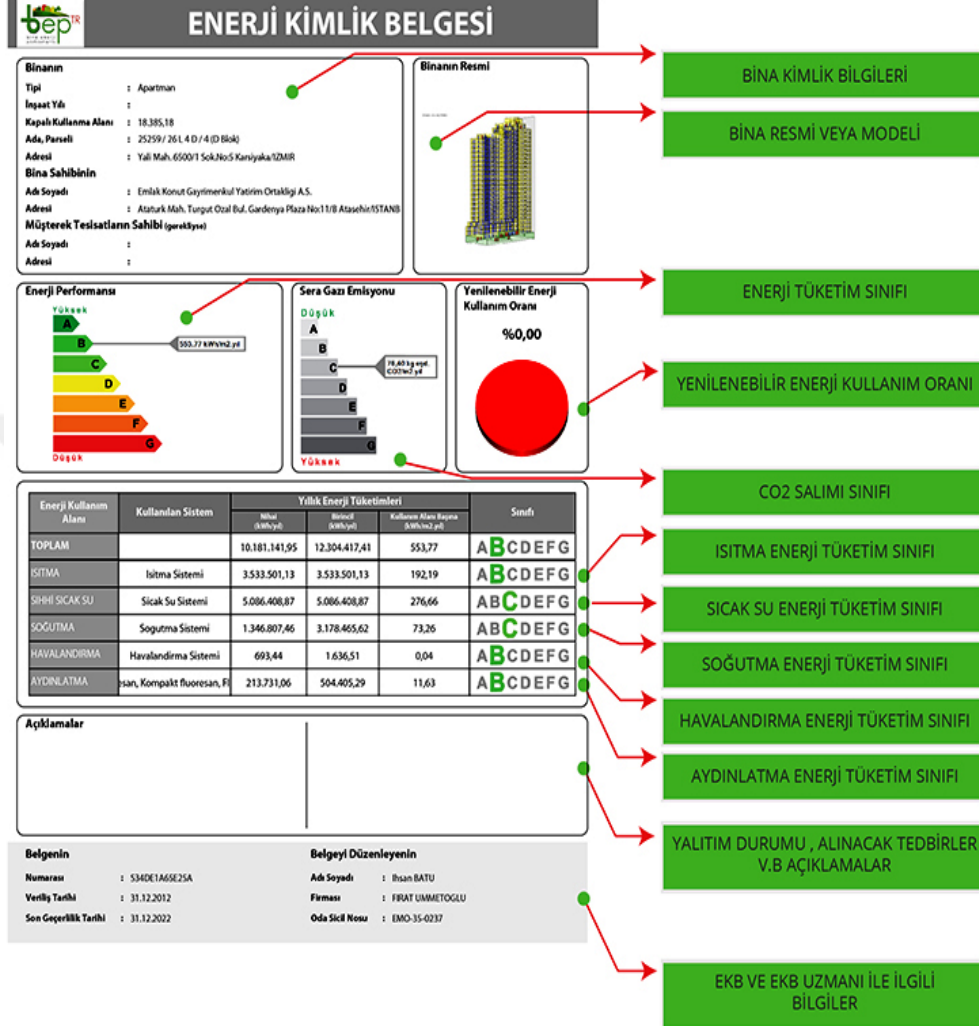 bep TR
ENERJİ KİMLİK BELGESİ
Binanın
Tipi : Apartman
İnşaat Yılı :
Kapalı Kullanma Alanı : 18.385,18
Ada, Parseli : 25259 / 26 L 4 D / 4 (D Blok)
Adresi : Yali Mah. 6500/1 Sok.No:5 Karsiyaka/IZMIR
Bina Sahibinin
Adı Soyadı : Emlak Konut Gayrimenkul Yatirim Ortakligi A.S.
Adresi : Ataturk Mah. Turgut Ozal Bul. Gardenya Plaza No:11/B Atasehir/ISTANB
Müşterek Tesisatların Sahibi (gerekliyse)
Adı Soyadı :
Adresi :
Binanın Resmi
BİNA KİMLİK BİLGİLERİ
BİNA RESMİ VEYA MODELİ
Enerji Performansı
Yüksek
A
B
553.77 kWh/m2.yıl
C
D
E
F
G
Düşük
Sera Gazı Emisyonu
Düşük
A
B
C
78,60 kg eşd. CO2/m2.yıl
D
E
F
G
Yüksek
Yenilenebilir Enerji
Kullanım Oranı
%0,00
ENERJİ TÜKETİM SINIFI
YENİLENEBİLİR ENERJİ KULLANIM ORANI
CO2 SALIMI SINIFI
Enerji Kullanım Alanı Kullanılan Sistem Yıllık Enerji Tüketimleri Sınıfı
Nihai (kWh/yıl) Birincil (kWh/yıl) Kullanım Alanı Başına (kWh/m2.yıl)
TOPLAM 10.181.141,95 12.304.417,41 553,77 ABCDEFG
ISITMA Isitma Sistemi 3.533.501,13 3.533.501,13 192,19 ABCDEFG
SIHHİ SICAK SU Sicak Su Sistemi 5.086.408,87 5.086.408,87 276,66 ABCDEFG
SOĞUTMA Sogutma Sistemi 1.346.807,46 3.178.465,62 73,26 ABCDEFG
HAVALANDIRMA Havalandirma Sistemi 693,44 1.636,51 0,04 ABCDEFG
AYDINLATMA esan, Kompakt fluoresan, Fl 213.731,06 504.405,29 11,63 ABCDEFG
ISITMA ENERJİ TÜKETİM SINIFI
SICAK SU ENERJİ TÜKETİM SINIFI
SOĞUTMA ENERJİ TÜKETİM SINIFI
HAVALANDIRMA ENERJİ TÜKETİM SINIFI
AYDINLATMA ENERJİ TÜKETİM SINIFI
Açıklamalar
YALITIM DURUMU , ALINACAK TEDBİRLER
V.B AÇIKLAMALAR
Belgenin
Numarası : S34DE1A65E25A
Veriliş Tarihi : 31.12.2012
Son Geçerlilik Tarihi : 31.12.2022
Belgeyi Düzenleyenin
Adı Soyadı : Ihsan BATU
Firması : FIRAT UMMETOGLU
Oda Sicil Nosu : EMO-35-0237
EKB VE EKB UZMANI İLE İLGİLİ
BİLGİLER